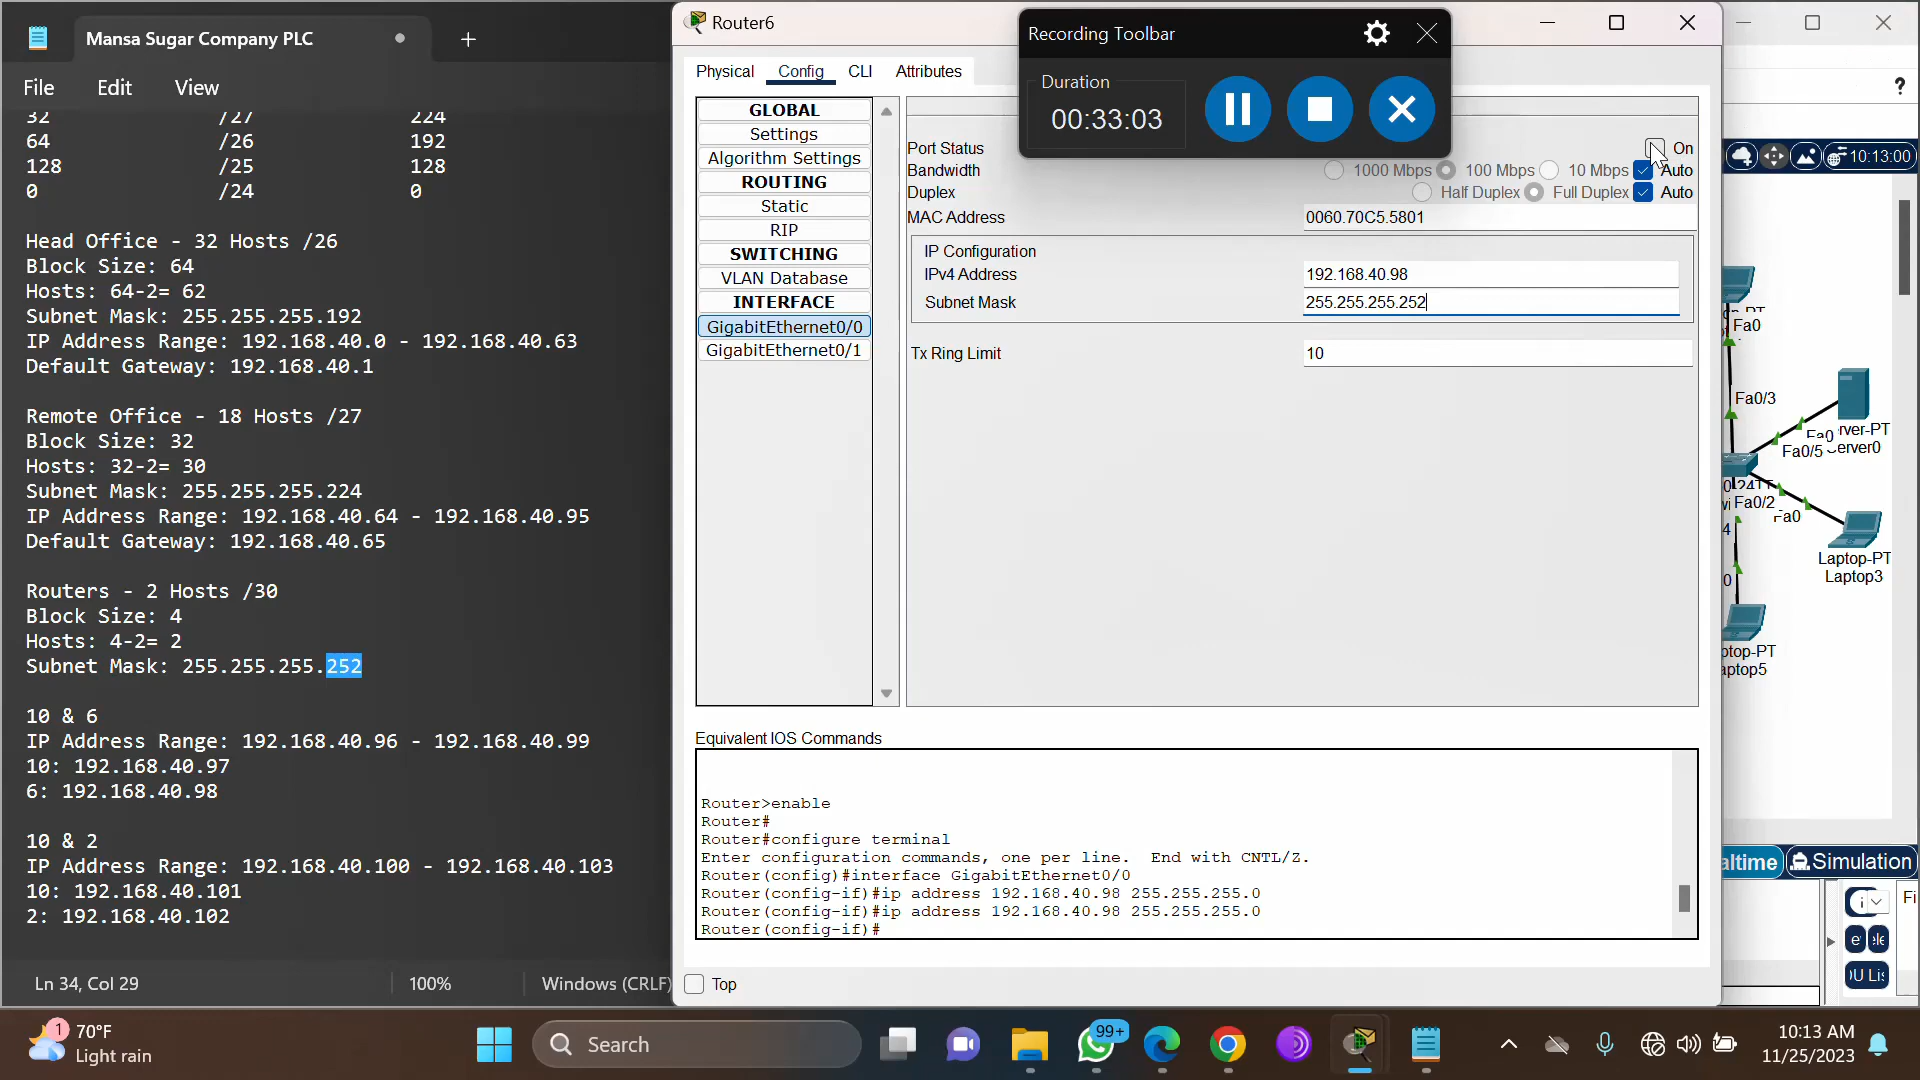 Mansa Sugar Company PLC
File Edit View
32 /27 224
64 /26 192
128 /25 128
0 /24 0
Head Office - 32 Hosts /26
Block Size: 64
Hosts: 64-2= 62
Subnet Mask: 255.255.255.192
IP Address Range: 192.168.40.0 - 192.168.40.63
Default Gateway: 192.168.40.1
Remote Office - 18 Hosts /27
Block Size: 32
Hosts: 32-2= 30
Subnet Mask: 255.255.255.224
IP Address Range: 192.168.40.64 - 192.168.40.95
Default Gateway: 192.168.40.65
Routers - 2 Hosts /30
Block Size: 4
Hosts: 4-2= 2
Subnet Mask: 255.255.255.252
10 & 6
IP Address Range: 192.168.40.96 - 192.168.40.99
10: 192.168.40.97
6: 192.168.40.98
10 & 2
IP Address Range: 192.168.40.100 - 192.168.40.103
10: 192.168.40.101
2: 192.168.40.102
Ln 34, Col 29 100% Windows (CRLF)
Router6
Physical Config CLI Attributes
GLOBAL
Settings
Algorithm Settings
ROUTING
Static
RIP
SWITCHING
VLAN Database
INTERFACE
GigabitEthernet0/0
GigabitEthernet0/1
Recording Toolbar
Duration
00:33:03
Port Status On
Bandwidth 1000 Mbps 100 Mbps 10 Mbps Auto
Duplex Half Duplex Full Duplex Auto
MAC Address 0060.70C5.5801
IP Configuration
IPv4 Address 192.168.40.98
Subnet Mask 255.255.255.252
Tx Ring Limit 10
Equivalent IOS Commands
Router>enable
Router#
Router#configure terminal
Enter configuration commands, one per line. End with CNTL/Z.
Router(config)#interface GigabitEthernet0/0
Router(config-if)#ip address 192.168.40.98 255.255.255.0
Router(config-if)#ip address 192.168.40.98 255.255.255.0
Router(config-if)#
Top
?
10:13:00
Fa0
Fa0/3
Fa0
rver-PT
Fa0/5 erver0
Fa0/2
Fa0
Laptop-PT
Laptop3
ptop-PT
aptop5
altime Simulation
Fi
70°F
Light rain
1
Search
99+
10:13 AM
11/25/2023